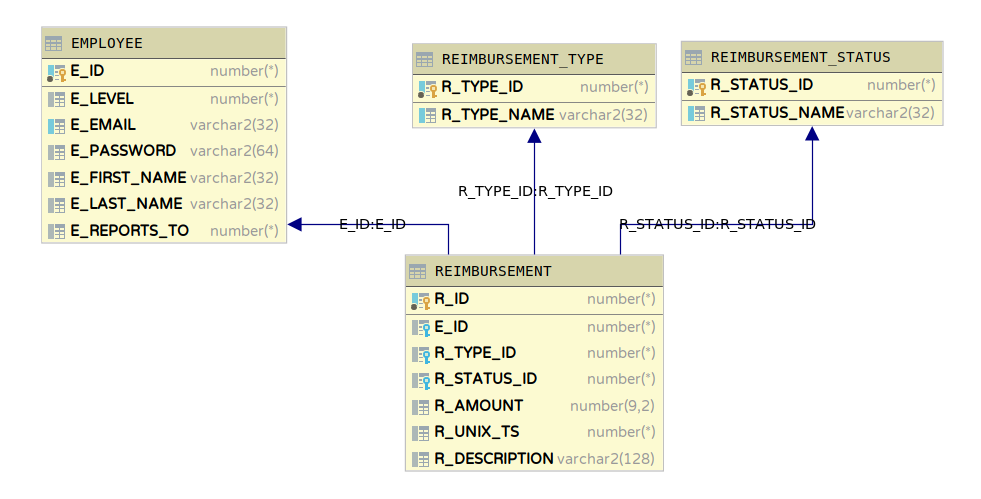 EMPLOYEE
E_ID number(*)
E_LEVEL number(*)
E_EMAIL varchar2(32)
E_PASSWORD varchar2(64)
E_FIRST_NAME varchar2(32)
E_LAST_NAME varchar2(32)
E_REPORTS_TO number(*)
REIMBURSEMENT_TYPE
R_TYPE_ID number(*)
R_TYPE_NAME varchar2(32)
REIMBURSEMENT_STATUS
R_STATUS_ID number(*)
R_STATUS_NAME varchar2(32)
R_TYPE_ID:R_TYPE_ID
E_ID:E_ID
R_STATUS_ID:R_STATUS_ID
REIMBURSEMENT
R_ID number(*)
E_ID number(*)
R_TYPE_ID number(*)
R_STATUS_ID number(*)
R_AMOUNT number(9,2)
R_UNIX_TS number(*)
R_DESCRIPTION varchar2(128)